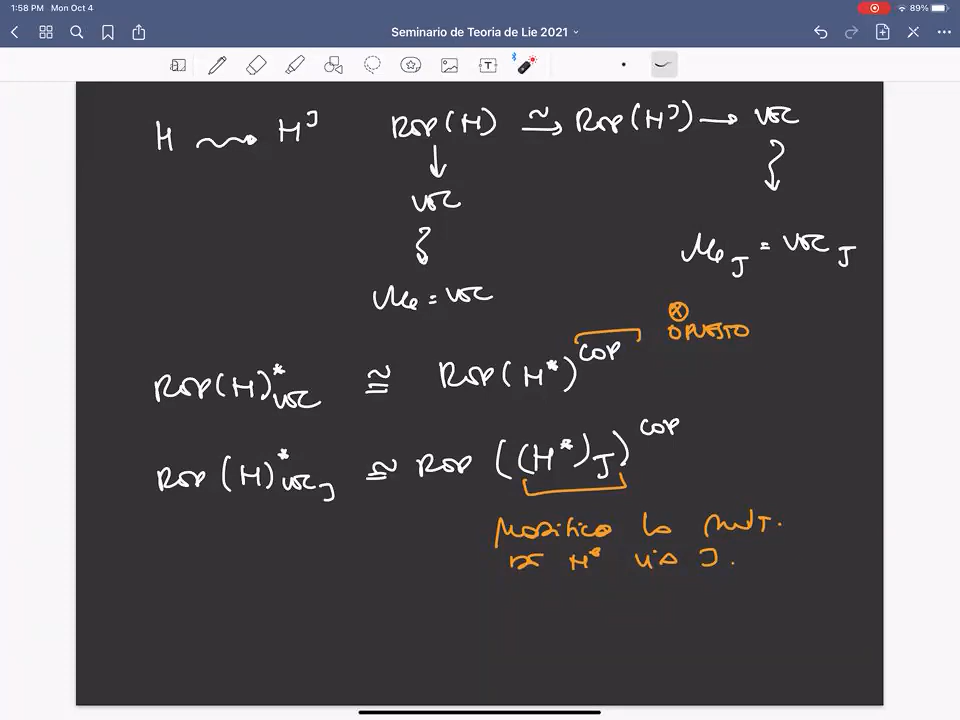 1:58 PM Mon Oct 4
89%
Seminario de Teoria de Lie 2021
H ⇝ H^J Rep(H) ≅→ Rep(H^J) → Vec
Vec
M = Vec
M_J = Vec_J
⊗
OPUESTO
Rep(H)*_Vec ≅ Rep(H*)^COP
Rep(H)*_Vec_J ≅ Rep((H*)_J)^COP
Modifico la mult.
de H* via J.